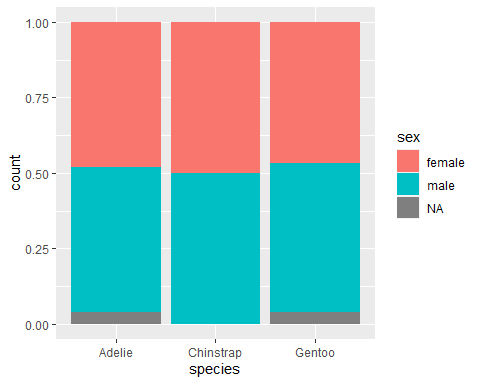 1.00
0.75
0.50
0.25
0.00
count
Adelie
Chinstrap
Gentoo
species
sex
female
male
NA